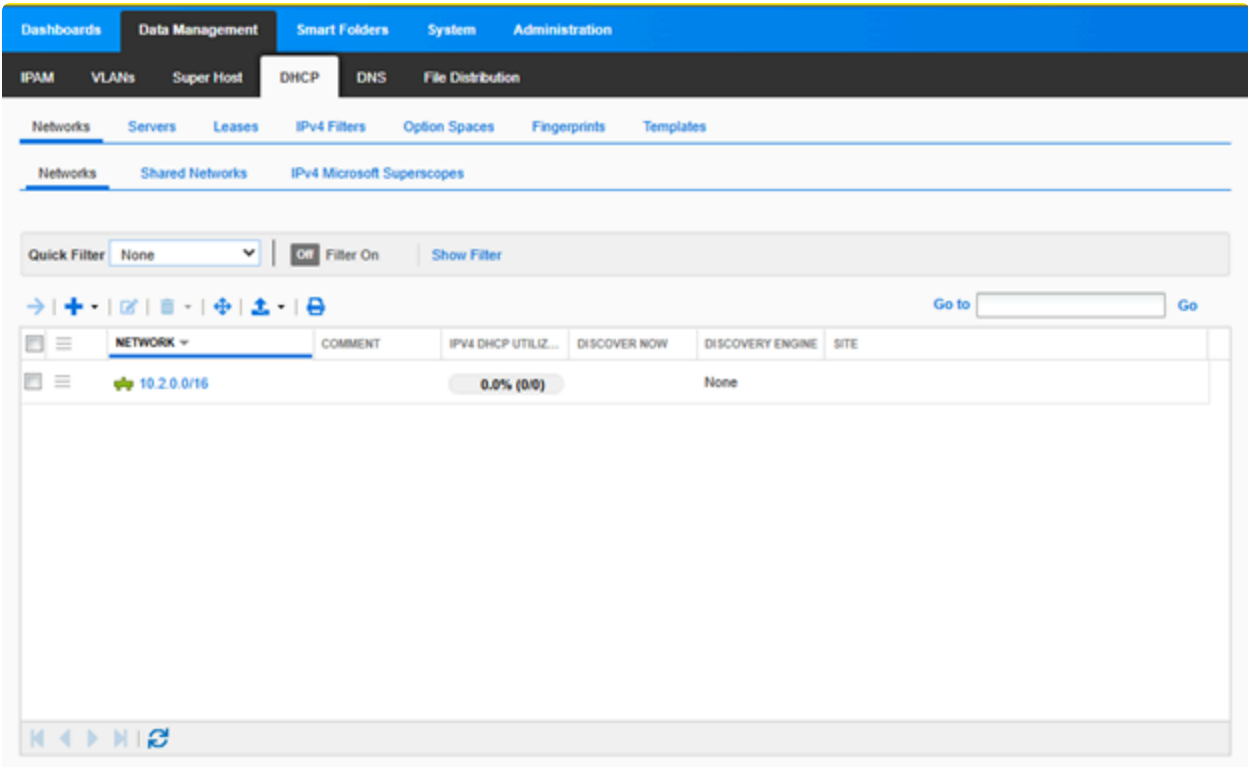 Dashboards Data Management Smart Folders System Administration
IPAM VLANs Super Host DHCP DNS File Distribution
Networks Servers Leases IPv4 Filters Option Spaces Fingerprints Templates
Networks Shared Networks IPv4 Microsoft Superscopes
Quick Filter None Off Filter On Show Filter
Go to Go
NETWORK COMMENT IPV4 DHCP UTILIZ... DISCOVER NOW DISCOVERY ENGINE SITE
10.2.0.0/16 0.0% (0/0) None